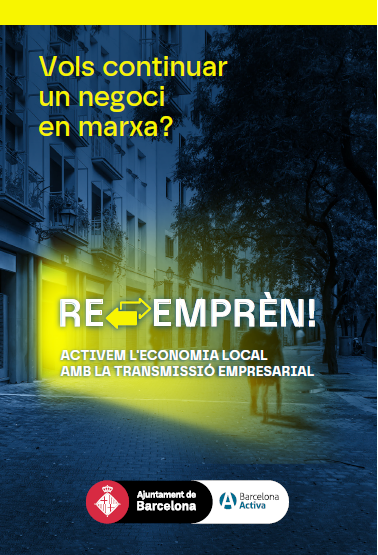 Vols continuar
un negoci
en marxa?
RE EMPRÈN!
ACTIVEM L'ECONOMIA LOCAL
AMB LA TRANSMISSIÓ EMPRESARIAL
Ajuntament de
Barcelona
Barcelona
Activa